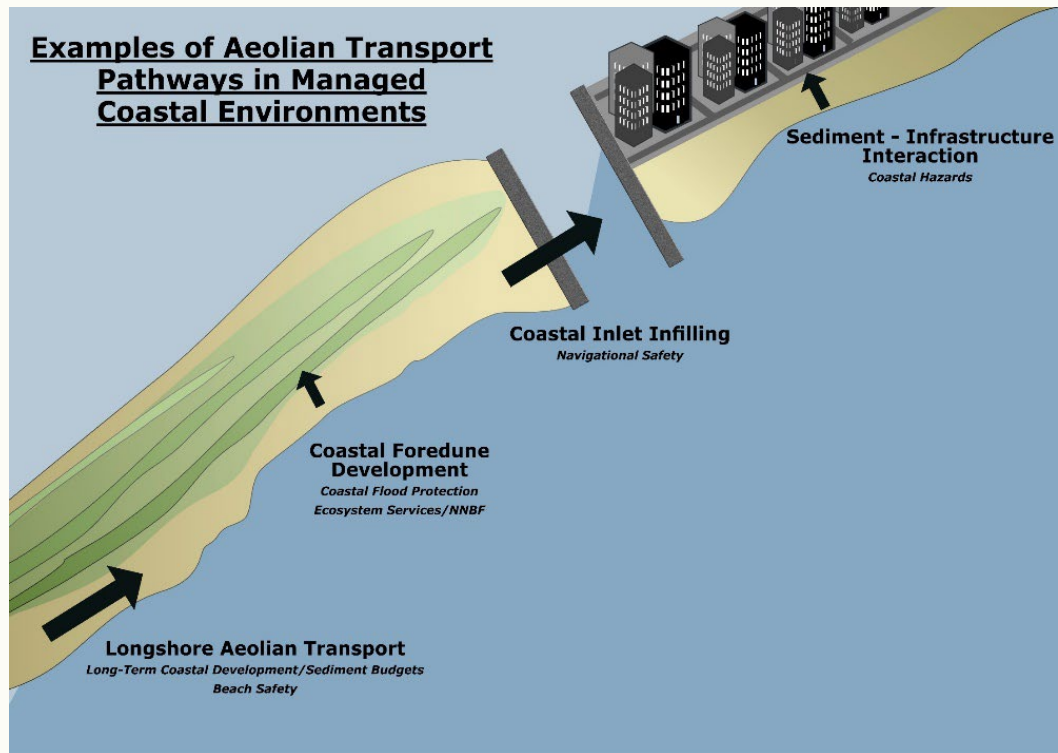 Examples of Aeolian Transport
Pathways in Managed
Coastal Environments
Sediment - Infrastructure
Interaction
Coastal Hazards
Coastal Inlet Infilling
Navigational Safety
Coastal Foredune
Development
Coastal Flood Protection
Ecosystem Services/NNBF
Longshore Aeolian Transport
Long-Term Coastal Development/Sediment Budgets
Beach Safety